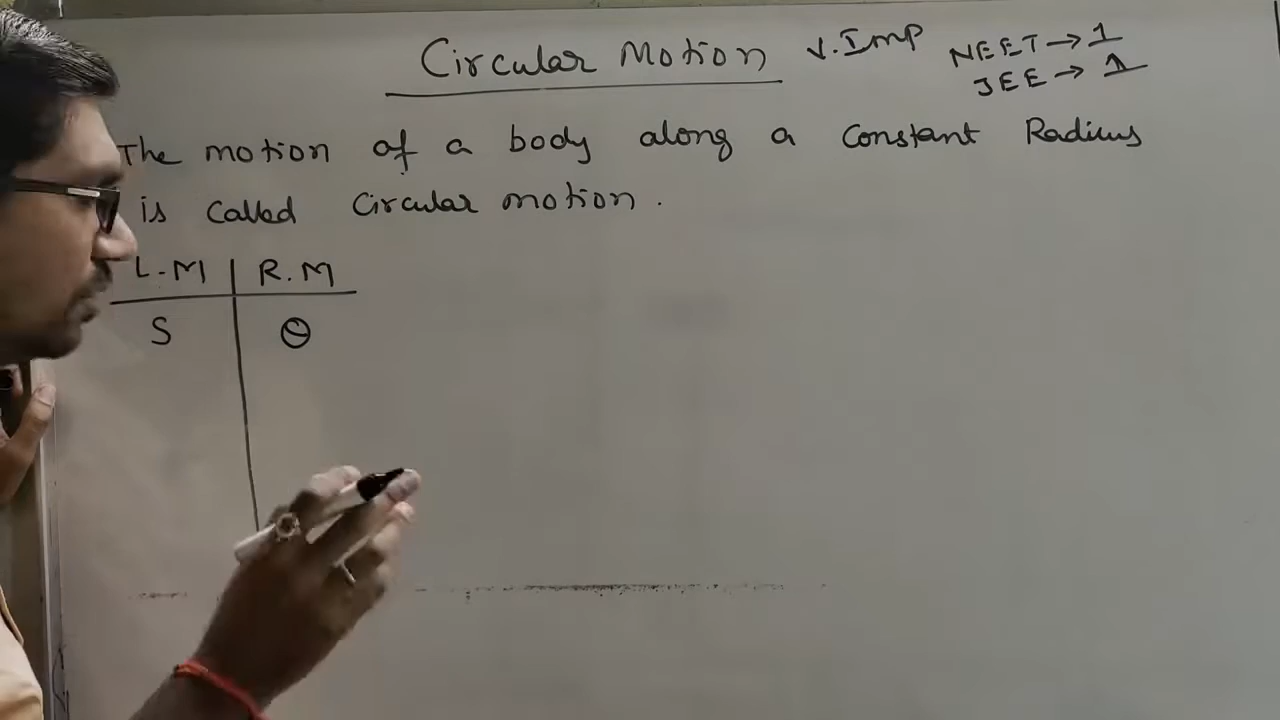 Circular Motion V.Imp NEET→1
JEE→1
The motion of a body along a Constant Radius
is called Circular motion.
L.M R.M
S Θ